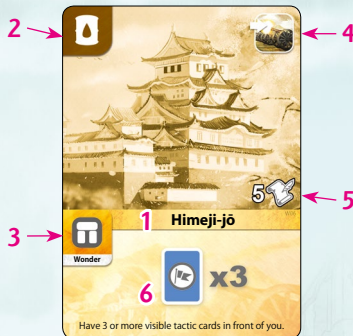 2
4
5
5
1 Himeji-jō
3
Wonder
6
x3
Have 3 or more visible tactic cards in front of you.